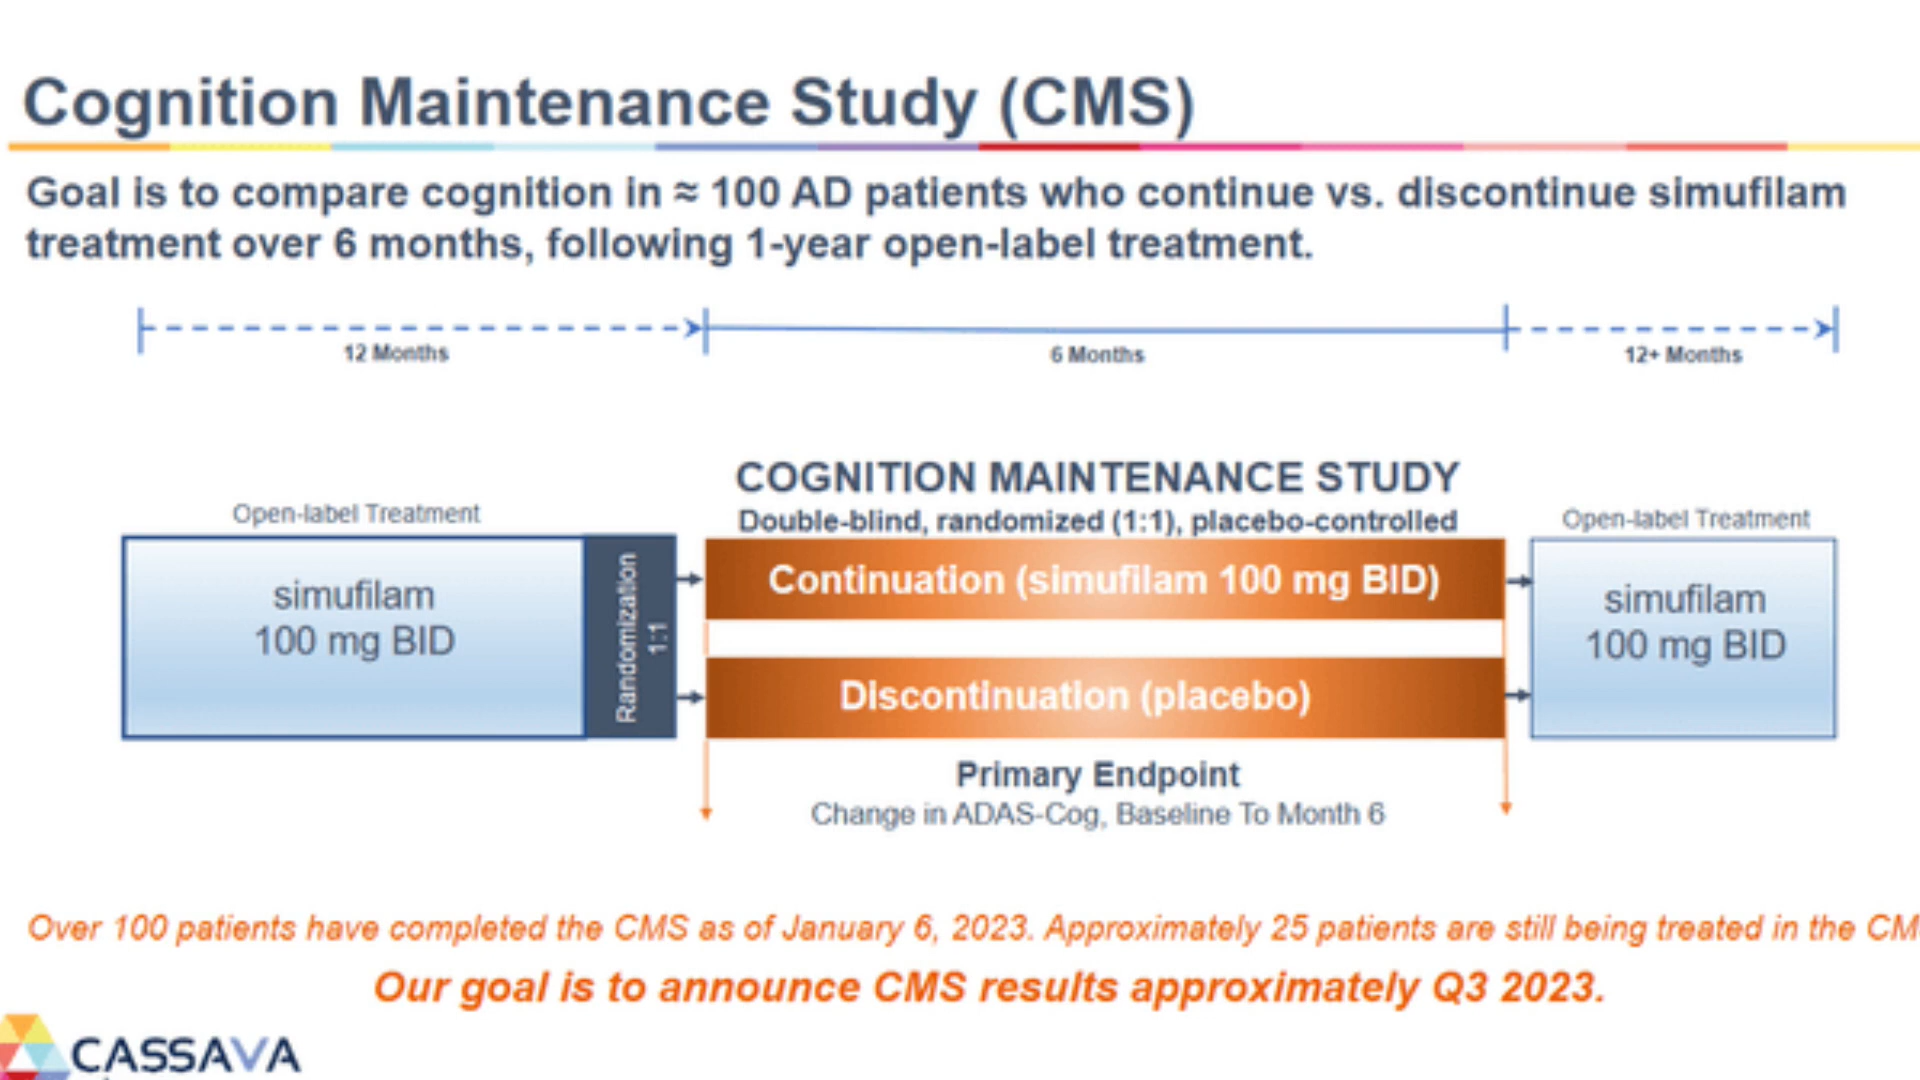 Cognition Maintenance Study (CMS)
Goal is to compare cognition in ≈ 100 AD patients who continue vs. discontinue simufilam
treatment over 6 months, following 1-year open-label treatment.
12 Months
6 Months
12+ Months
COGNITION MAINTENANCE STUDY
Double-blind, randomized (1:1), placebo-controlled
Open-label Treatment
simufilam
100 mg BID
Randomization
1:1
Continuation (simufilam 100 mg BID)
Discontinuation (placebo)
Open-label Treatment
simufilam
100 mg BID
Primary Endpoint
Change in ADAS-Cog, Baseline To Month 6
Over 100 patients have completed the CMS as of January 6, 2023. Approximately 25 patients are still being treated in the CM
Our goal is to announce CMS results approximately Q3 2023.
CASSAVA